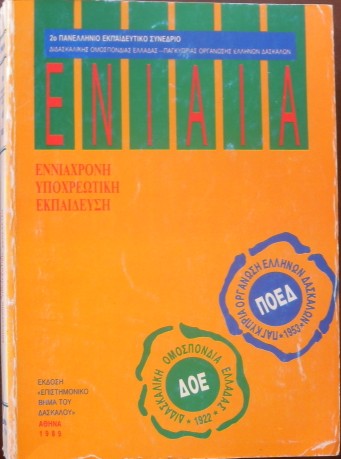 2ο ΠΑΝΕΛΛΗΝΙΟ ΕΚΠΑΙΔΕΥΤΙΚΟ ΣΥΝΕΔΡΙΟ
ΔΙΔΑΣΚΑΛΙΚΗΣ ΟΜΟΣΠΟΝΔΙΑΣ ΕΛΛΑΔΑΣ - ΠΑΓΚΥΠΡΙΑΣ ΟΡΓΑΝΩΣΗΣ ΕΛΛΗΝΩΝ ΔΑΣΚΑΛΩΝ
ΕΝΙΑΙΑ
ΕΝΝΙΑΧΡΟΝΗ
ΥΠΟΧΡΕΩΤΙΚΗ
ΕΚΠΑΙΔΕΥΣΗ
ΠΑΓΚΥΠΡΙΑ ΟΡΓΑΝΩΣΗ ΕΛΛΗΝΩΝ ΔΑΣΚΑΛΩΝ
ΠΟΕΔ
ΔΙΔΑΣΚΑΛΙΚΗ ΟΜΟΣΠΟΝΔΙΑ ΕΛΛΑΔΑΣ
ΔΟΕ
1922
ΕΚΔΟΣΗ
«ΕΠΙΣΤΗΜΟΝΙΚΟ
ΒΗΜΑ ΤΟΥ
ΔΑΣΚΑΛΟΥ»
ΑΘΗΝΑ